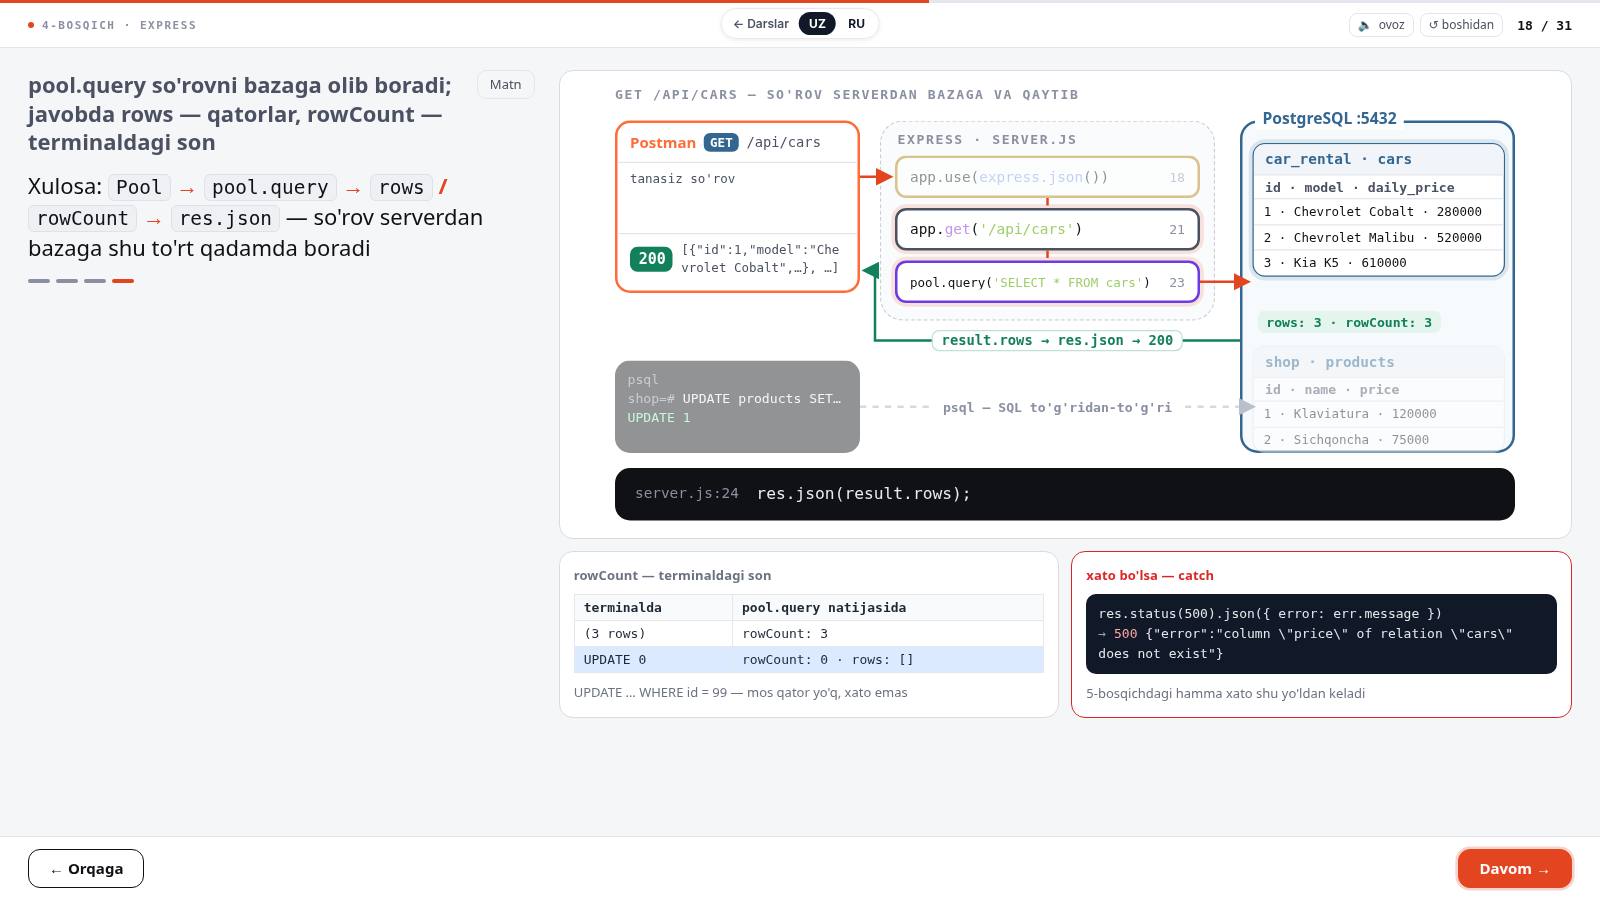 4-BOSQICH · EXPRESS
← Darslar UZ RU
🔈 ovoz ↺ boshidan 18 / 31
pool.query so'rovni bazaga olib boradi;
javobda rows — qatorlar, rowCount —
terminaldagi son
Matn
Xulosa: Pool → pool.query → rows /
rowCount → res.json — so'rov serverdan
bazaga shu to'rt qadamda boradi
GET /API/CARS — SO'ROV SERVERDAN BAZAGA VA QAYTIB
Postman GET /api/cars
tanasiz so'rov
200 [{"id":1,"model":"Che
vrolet Cobalt",…}, …]
EXPRESS · SERVER.JS
app.use(express.json()) 18
app.get('/api/cars') 21
pool.query('SELECT * FROM cars') 23
result.rows → res.json → 200
PostgreSQL :5432
car_rental · cars
id · model · daily_price
1 · Chevrolet Cobalt · 280000
2 · Chevrolet Malibu · 520000
3 · Kia K5 · 610000
rows: 3 · rowCount: 3
shop · products
id · name · price
1 · Klaviatura · 120000
2 · Sichqoncha · 75000
psql
shop=# UPDATE products SET…
UPDATE 1
psql — SQL to'g'ridan-to'g'ri
server.js:24 res.json(result.rows);
rowCount — terminaldagi son
terminalda pool.query natijasida
(3 rows) rowCount: 3
UPDATE 0 rowCount: 0 · rows: []
UPDATE … WHERE id = 99 — mos qator yo'q, xato emas
xato bo'lsa — catch
res.status(500).json({ error: err.message })
→ 500 {"error":"column \"price\" of relation \"cars\"
does not exist"}
5-bosqichdagi hamma xato shu yo'ldan keladi
← Orqaga
Davom →